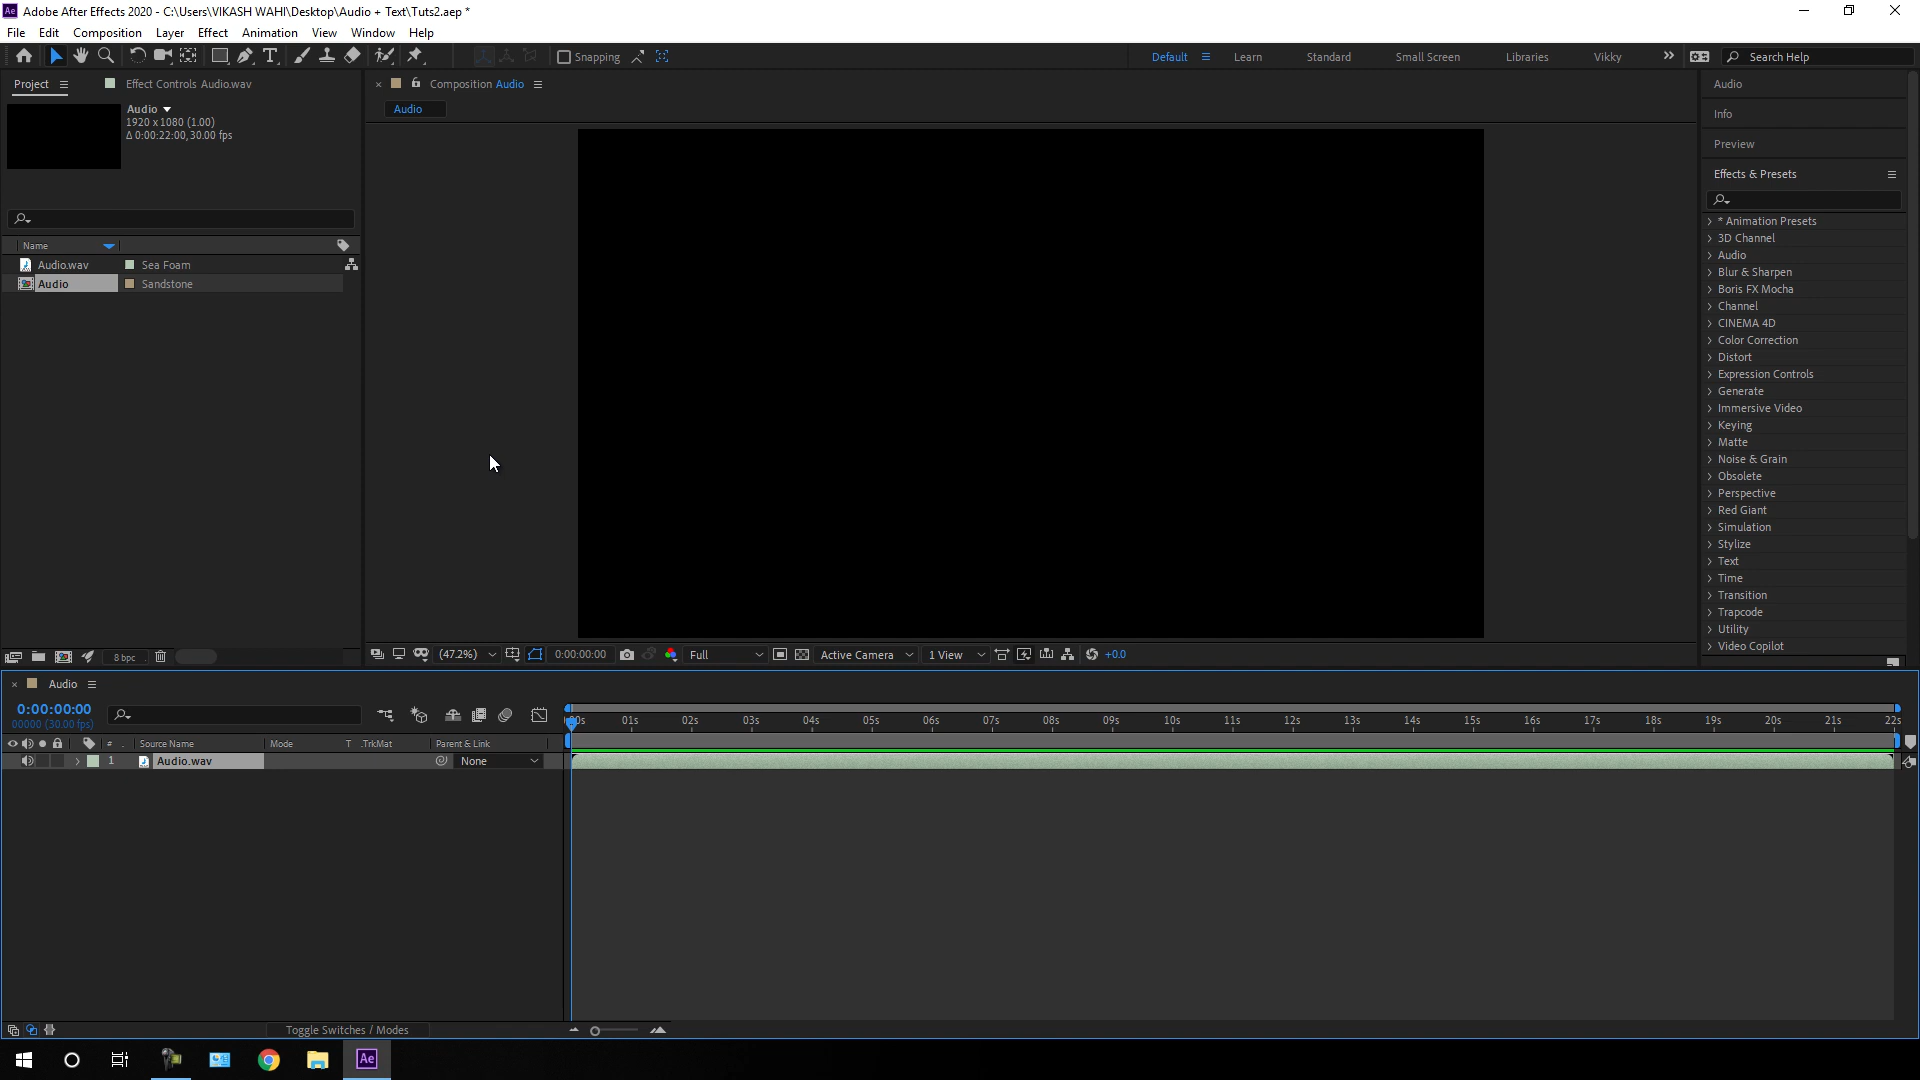 Adobe After Effects 2020 - C:\Users\VIKASH WAHI\Desktop\Audio + Text\Tuts2.aep *
File Edit Composition Layer Effect Animation View Window Help
Snapping Default Learn Standard Small Screen Libraries Vikky Search Help
Project Effect Controls Audio.wav
Audio
1920 x 1080 (1.00)
Δ 0:00:22:00, 30.00 fps
Name
Audio.wav Sea Foam
Audio Sandstone
8 bpc
Composition Audio
Audio
(47.2%) 0:00:00:00 Full Active Camera 1 View +0.0
Audio
Info
Preview
Effects & Presets
* Animation Presets
3D Channel
Audio
Blur & Sharpen
Boris FX Mocha
Channel
CINEMA 4D
Color Correction
Distort
Expression Controls
Generate
Immersive Video
Keying
Matte
Noise & Grain
Obsolete
Perspective
Red Giant
Simulation
Stylize
Text
Time
Transition
Trapcode
Utility
Video Copilot
Audio
0:00:00:00
00000 (30.00 fps)
01s 02s 03s 04s 05s 06s 07s 08s 09s 10s 11s 12s 13s 14s 15s 16s 17s 18s 19s 20s 21s 22s
# Source Name Mode T .TrkMat Parent & Link
1 Audio.wav None
Toggle Switches / Modes
Ae